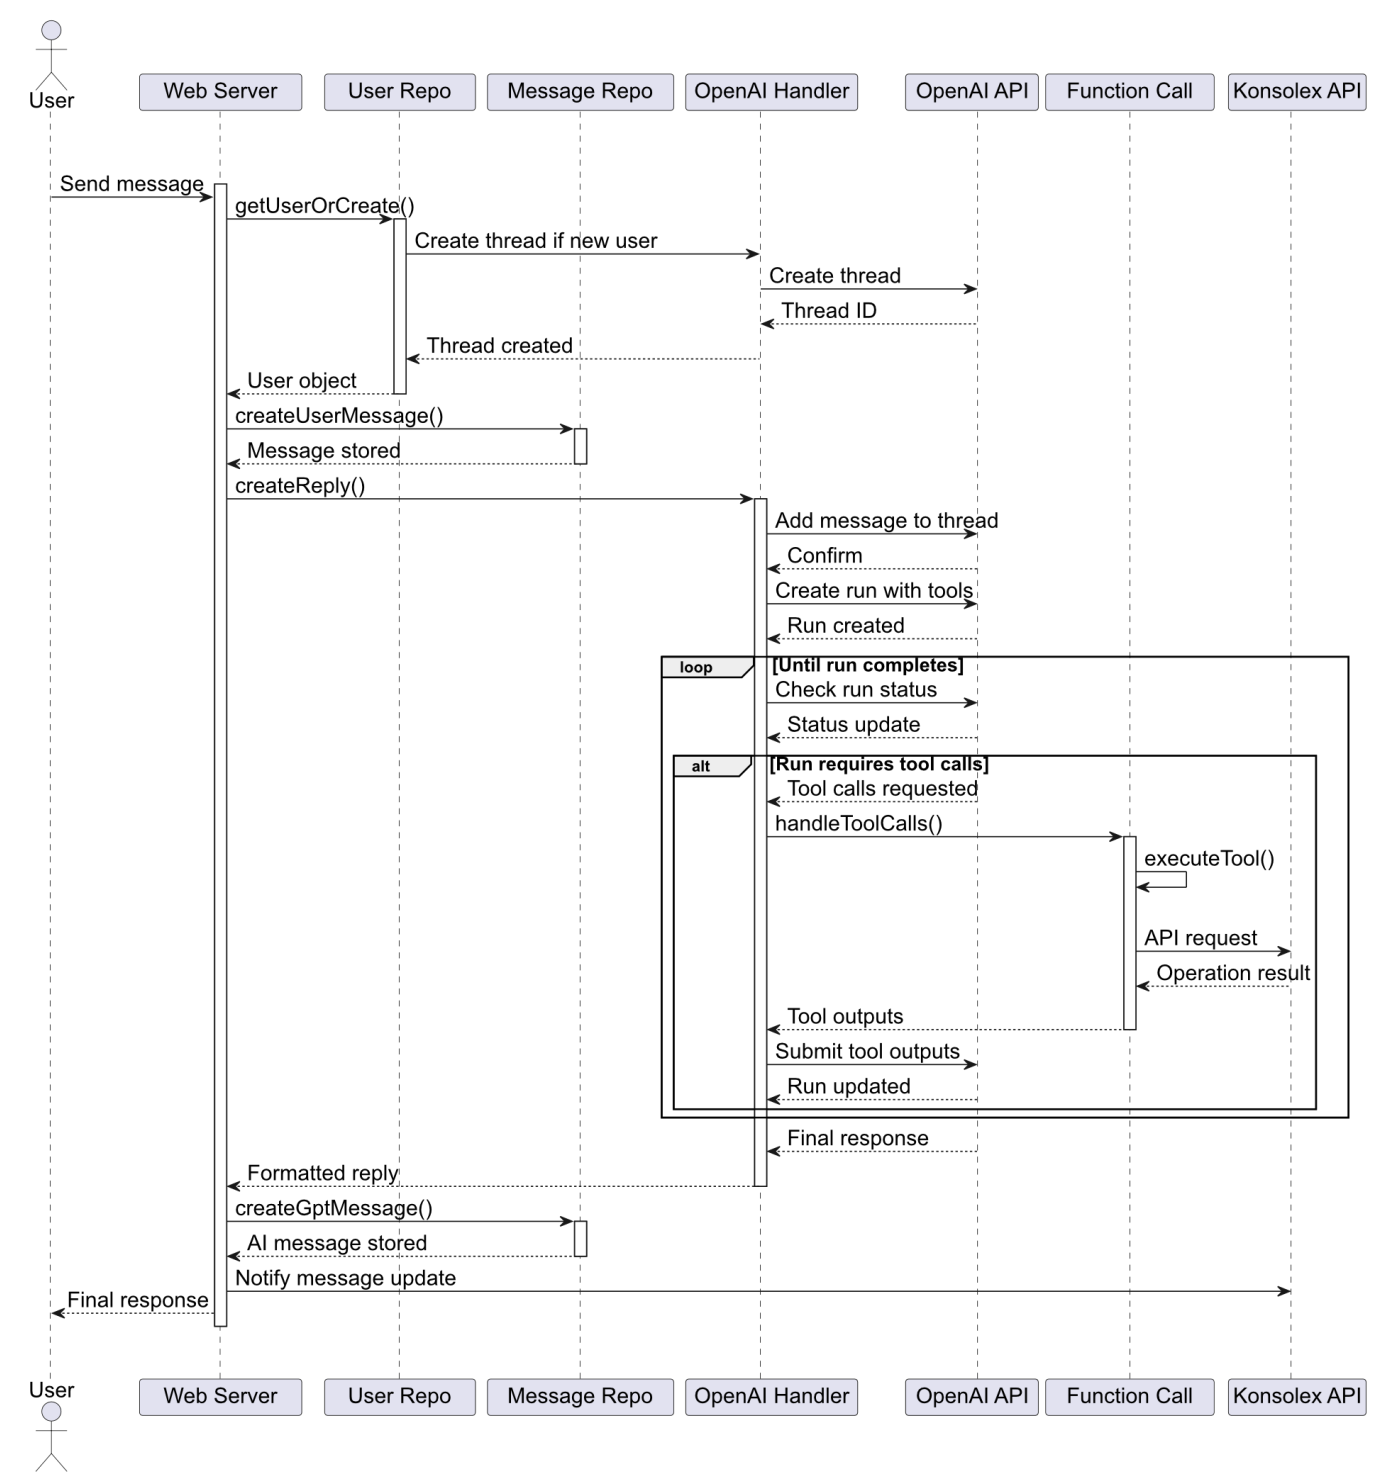 User
Web Server
User Repo
Message Repo
OpenAI Handler
OpenAI API
Function Call
Konsolex API
Send message
getUserOrCreate()
Create thread if new user
Create thread
Thread ID
Thread created
User object
createUserMessage()
Message stored
createReply()
Add message to thread
Confirm
Create run with tools
Run created
loop
[Until run completes]
Check run status
Status update
alt
[Run requires tool calls]
Tool calls requested
handleToolCalls()
executeTool()
API request
Operation result
Tool outputs
Submit tool outputs
Run updated
Final response
Formatted reply
createGptMessage()
AI message stored
Notify message update
Final response
User
Web Server
User Repo
Message Repo
OpenAI Handler
OpenAI API
Function Call
Konsolex API